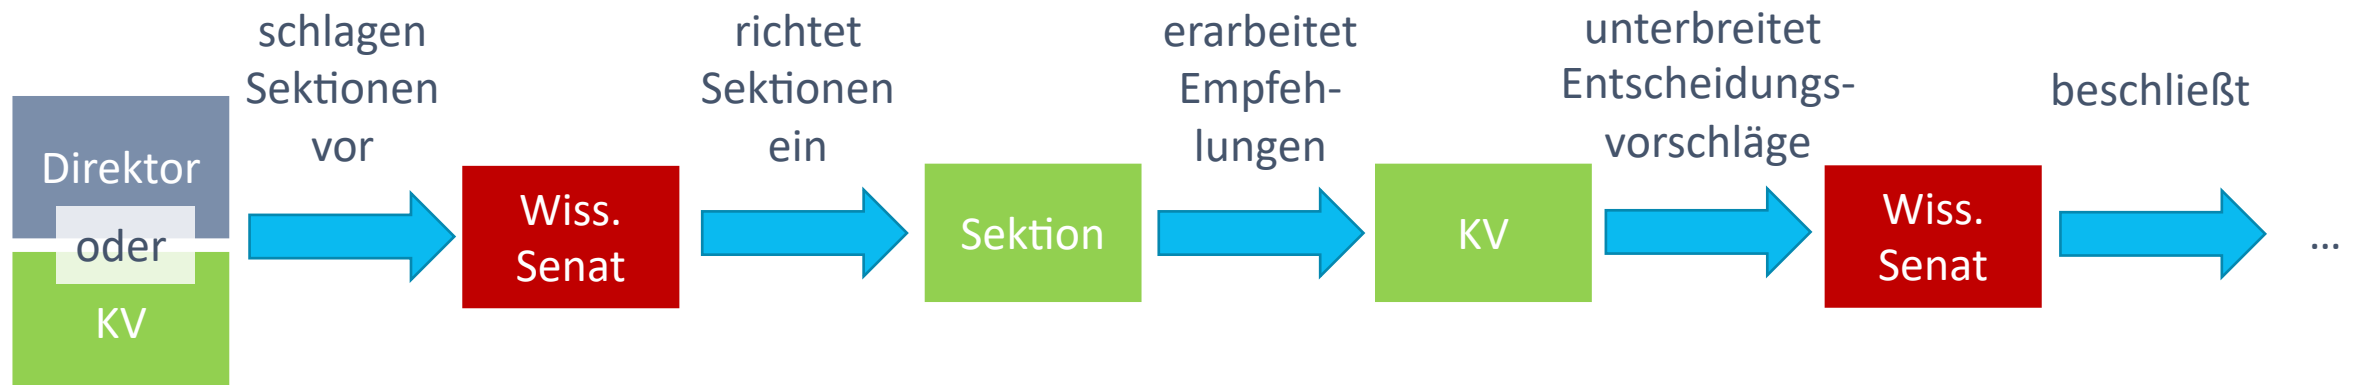 Direktor
oder
KV
schlagen
Sektionen
vor
Wiss.
Senat
richtet
Sektionen
ein
Sektion
erarbeitet
Empfeh-
lungen
KV
unterbreitet
Entscheidungs-
vorschläge
Wiss.
Senat
beschließt
...